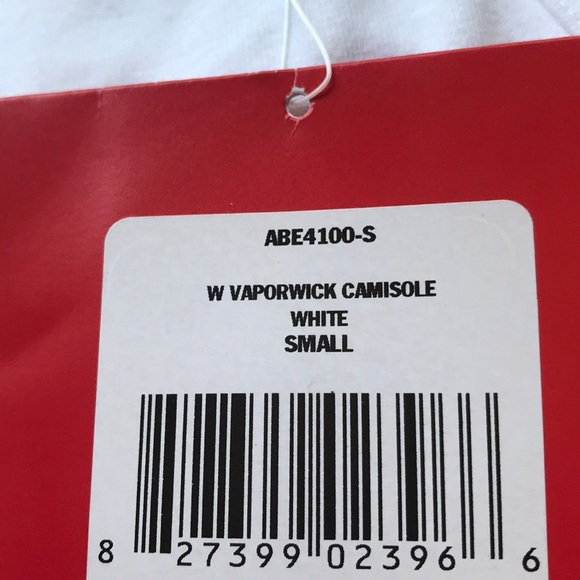 ABE4100-S
W VAPORWICK CAMISOLE
WHITE
SMALL
8 27399 02396 6